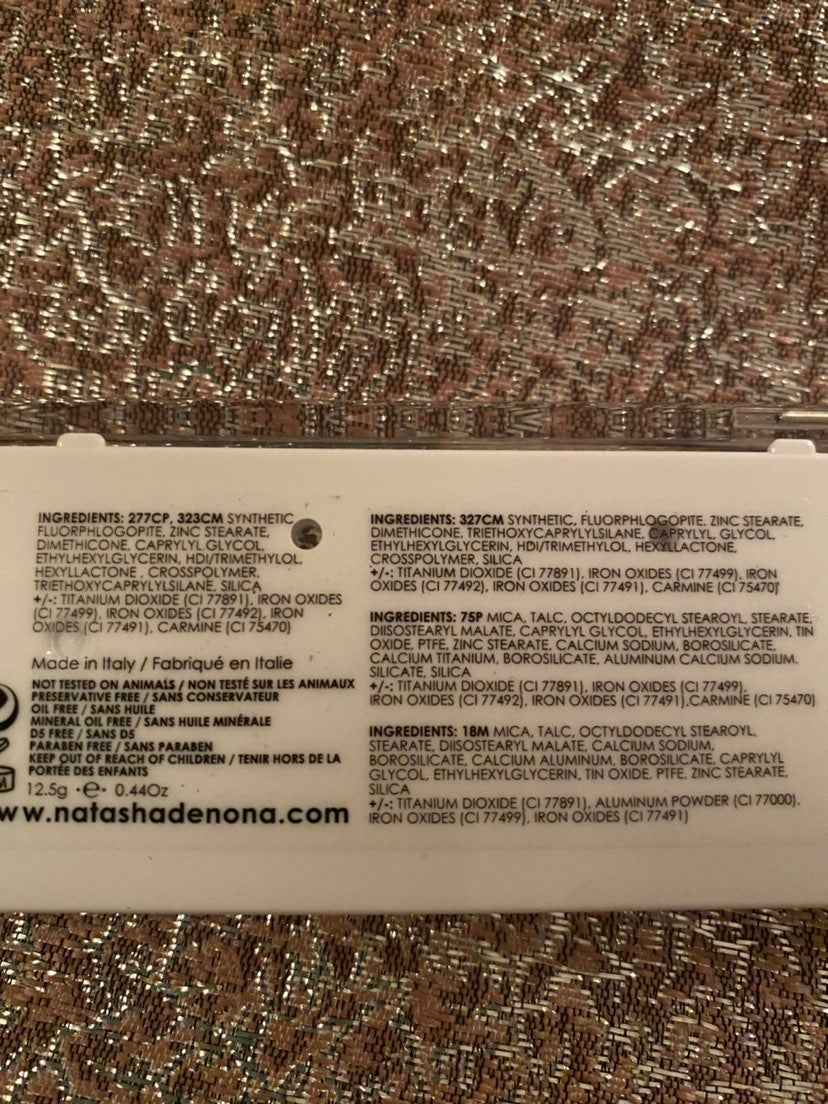 INGREDIENTS: 277CP, 323CM SYNTHETIC
FLUORPHLOGOPITE, ZINC STEARATE,
DIMETHICONE, CAPRYLYL GLYCOL,
ETHYLHEXYLGLYCERIN, HDI/TRIMETHYLOL,
HEXYLLACTONE , CROSSPOLYMER,
TRIETHOXYCAPRYLYLSILANE, SILICA
+/-: TITANIUM DIOXIDE (CI 77891), IRON OXIDES
(CI 77499), IRON OXIDES (CI 77492), IRON
OXIDES (CI 77491), CARMINE (CI 75470)
Made in Italy / Fabriqué en Italie
NOT TESTED ON ANIMALS / NON TESTÉ SUR LES ANIMAUX
PRESERVATIVE FREE / SANS CONSERVATEUR
OIL FREE / SANS HUILE
MINERAL OIL FREE / SANS HUILE MINÉRALE
D5 FREE / SANS D5
PARABEN FREE / SANS PARABEN
KEEP OUT OF REACH OF CHILDREN / TENIR HORS DE LA
PORTÉE DES ENFANTS
12.5g e 0.44Oz
www.natashadenona.com
INGREDIENTS: 327CM SYNTHETIC, FLUORPHLOGOPITE, ZINC STEARATE,
DIMETHICONE, TRIETHOXYCAPRYLYLSILANE, CAPRYLYL, GLYCOL,
ETHYLHEXYLGLYCERIN, HDI/TRIMETHYLOL, HEXYLLACTONE,
CROSSPOLYMER, SILICA
+/-: TITANIUM DIOXIDE (CI 77891), IRON OXIDES (CI 77499), IRON
OXIDES (CI 77492), IRON OXIDES (CI 77491), CARMINE (CI 75470)
INGREDIENTS: 75P MICA, TALC, OCTYLDODECYL STEAROYL, STEARATE,
DIISOSTEARYL MALATE, CAPRYLYL GLYCOL, ETHYLHEXYLGLYCERIN, TIN
OXIDE, PTFE, ZINC STEARATE, CALCIUM SODIUM, BOROSILICATE,
CALCIUM TITANIUM, BOROSILICATE, ALUMINUM CALCIUM SODIUM,
SILICATE, SILICA
+/-: TITANIUM DIOXIDE (CI 77891), IRON OXIDES (CI 77499),
IRON OXIDES (CI 77492), IRON OXIDES (CI 77491),CARMINE (CI 75470)
INGREDIENTS: 18M MICA, TALC, OCTYLDODECYL STEAROYL,
STEARATE, DIISOSTEARYL MALATE, CALCIUM SODIUM,
BOROSILICATE, CALCIUM ALUMINUM, BOROSILICATE, CAPRYLYL
GLYCOL, ETHYLHEXYLGLYCERIN, TIN OXIDE, PTFE, ZINC STEARATE,
SILICA
+/-: TITANIUM DIOXIDE (CI 77891), ALUMINUM POWDER (CI 77000),
IRON OXIDES (CI 77499), IRON OXIDES (CI 77491)